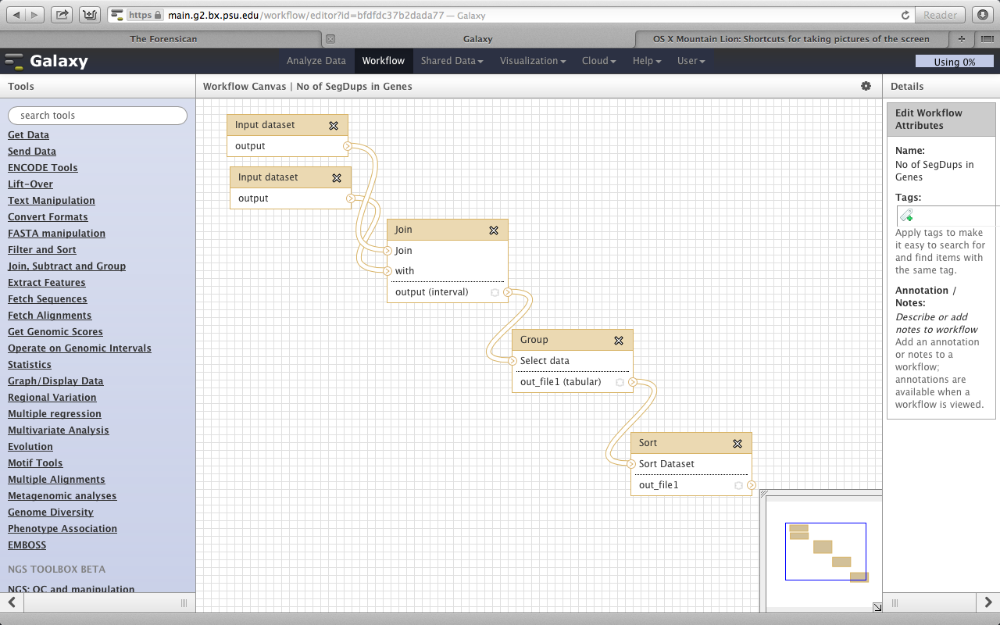 https main.g2.bx.psu.edu/workflow/editor?id=bfdfdc37b2dada77 — Galaxy
Reader
The Forensican
Galaxy
OS X Mountain Lion: Shortcuts for taking pictures of the screen
Galaxy
Analyze Data
Workflow
Shared Data
Visualization
Cloud
Help
User
Using 0%
Tools
search tools
Get Data
Send Data
ENCODE Tools
Lift-Over
Text Manipulation
Convert Formats
FASTA manipulation
Filter and Sort
Join, Subtract and Group
Extract Features
Fetch Sequences
Fetch Alignments
Get Genomic Scores
Operate on Genomic Intervals
Statistics
Graph/Display Data
Regional Variation
Multiple regression
Multivariate Analysis
Evolution
Motif Tools
Multiple Alignments
Metagenomic analyses
Genome Diversity
Phenotype Association
EMBOSS
NGS TOOLBOX BETA
NGS: QC and manipulation
Workflow Canvas | No of SegDups in Genes
Input dataset
output
Input dataset
output
Join
Join
with
output (interval)
Group
Select data
out_file1 (tabular)
Sort
Sort Dataset
out_file1
Details
Edit Workflow
Attributes
Name:
No of SegDups in
Genes
Tags:
Apply tags to make
it easy to search for
and find items with
the same tag.
Annotation /
Notes:
Describe or add
notes to workflow
Add an annotation
or notes to a
workflow;
annotations are
available when a
workflow is viewed.